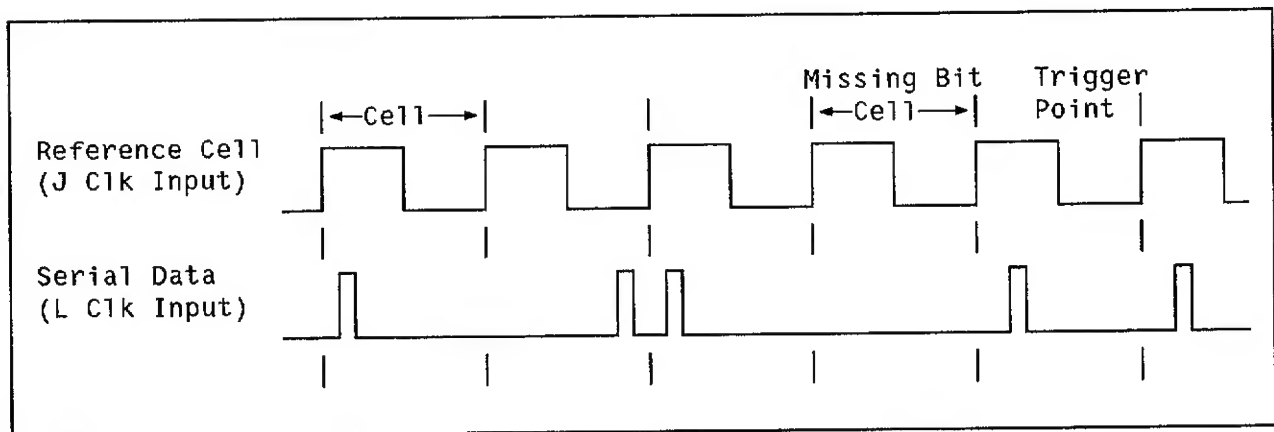 Missing Bit
Trigger
Cell
Cell
Point
Reference Cell
(J Clk Input)
Serial Data
(L Clk Input)